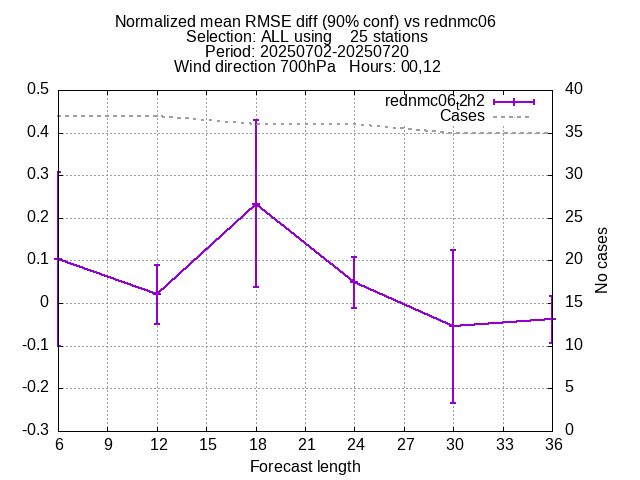 Normalized mean RMSE diff (90% conf) vs rednmc06
Selection: ALL using    25 stations
Period: 20250702-20250720
Wind direction 700hPa   Hours: 00,12
0.5 40
rednmc06,2h2
Cases
0.4 35
0.3 30
0.2 25
0.1 20
0 15
-0.1 10
-0.2 5
-0.3 0
No cases
6 9 12 15 18 21 24 27 30 33 36
Forecast length